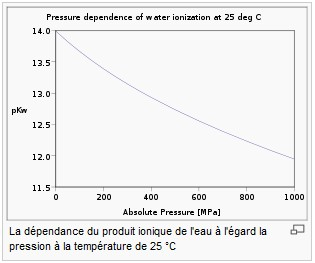 Pressure dependence of water ionization at 25 deg C
14.0
13.5
13.0
pKw
12.5
12.0
11.5
0
200
400
600
800
1000
Absolute Pressure [MPa]
La dépendance du produit ionique de l'eau à l'égard la
pression à la température de 25 °C